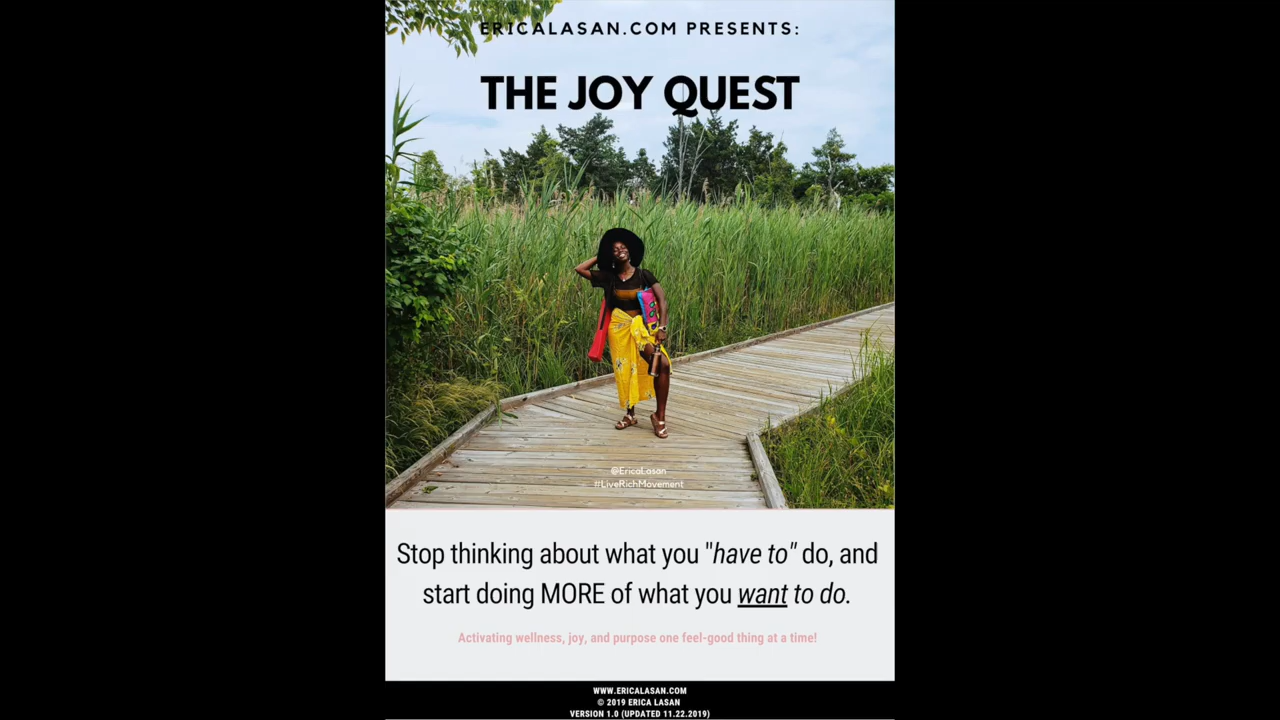 ERICALASAN.COM PRESENTS:
THE JOY QUEST
@EricaLasan
#LiveRichMovement
Stop thinking about what you "have to" do, and
start doing MORE of what you want to do.
Activating wellness, joy, and purpose one feel-good thing at a time!
WWW.ERICALASAN.COM
© 2019 ERICA LASAN
VERSION 1.0 (UPDATED 11.22.2019)